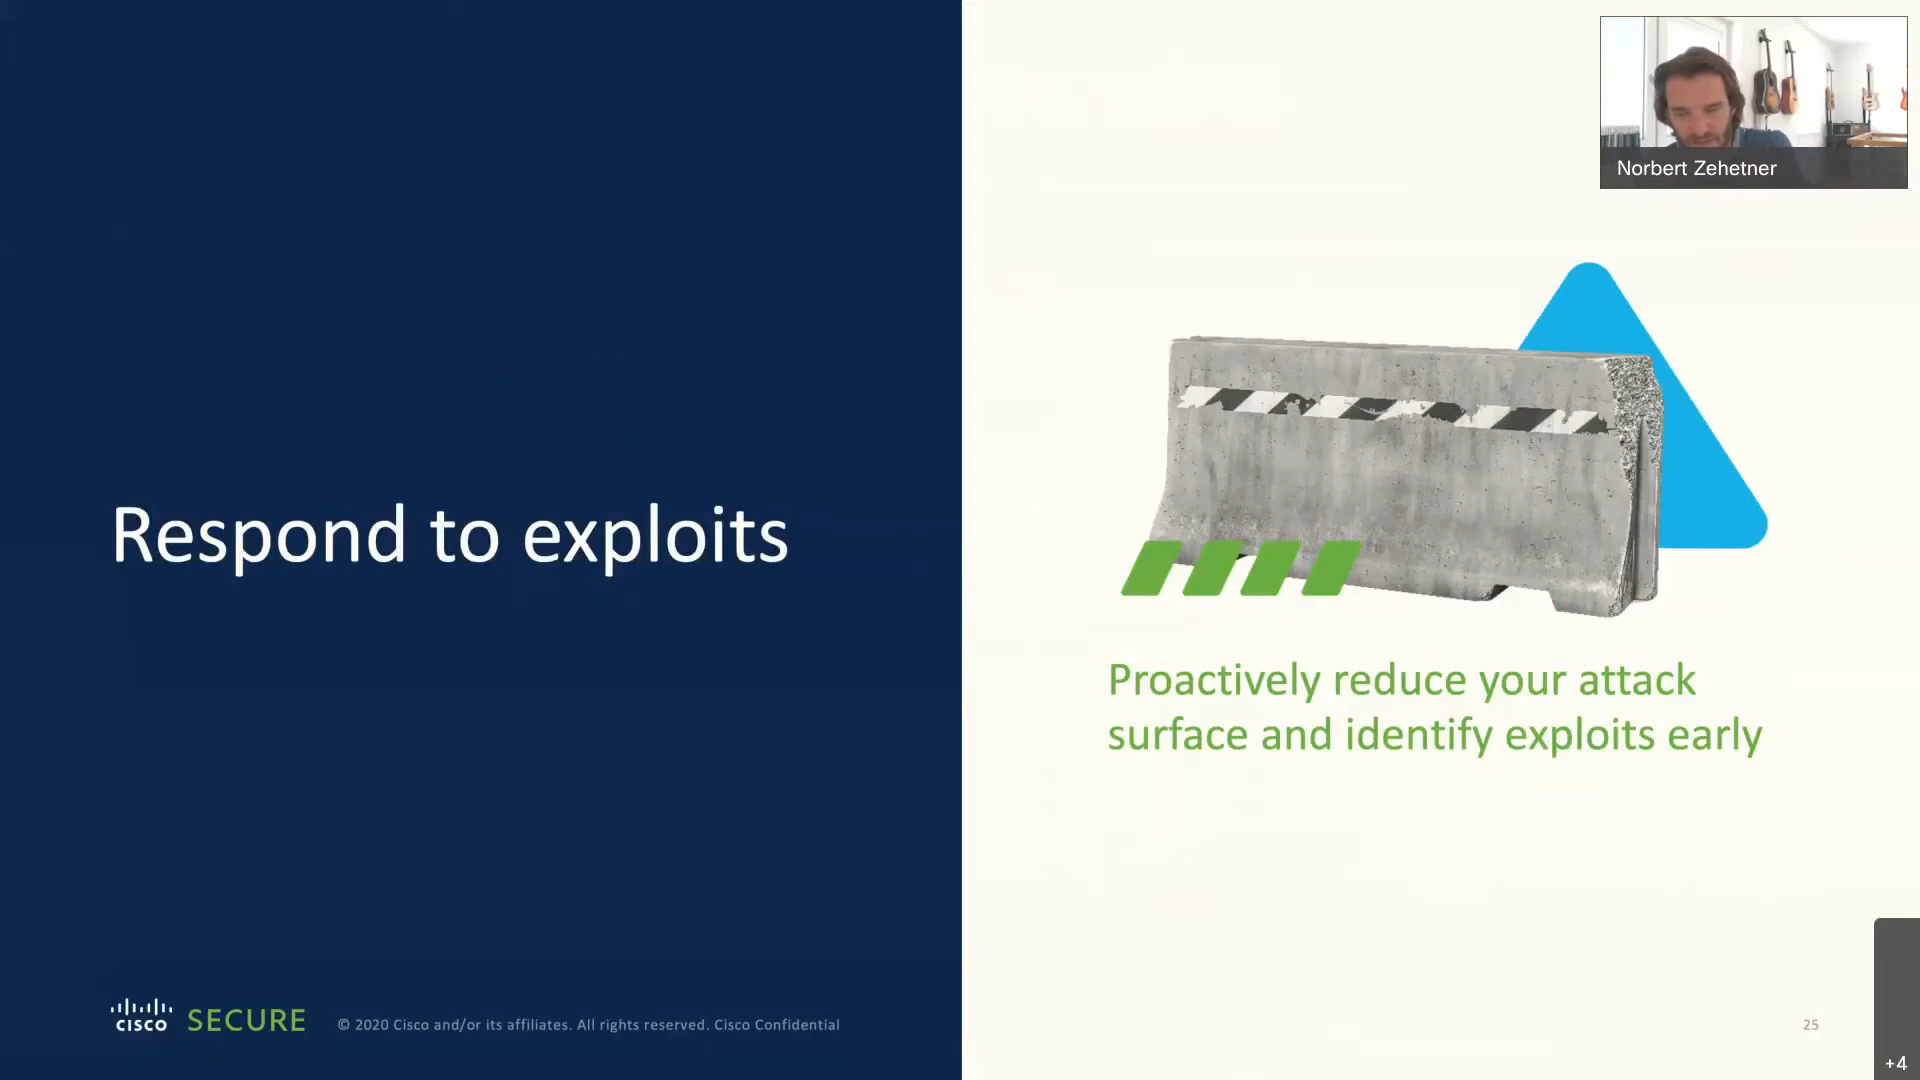 Norbert Zehetner
Respond to exploits
Proactively reduce your attack
surface and identify exploits early
CISCO SECURE © 2020 Cisco and/or its affiliates. All rights reserved. Cisco Confidential
25
+4